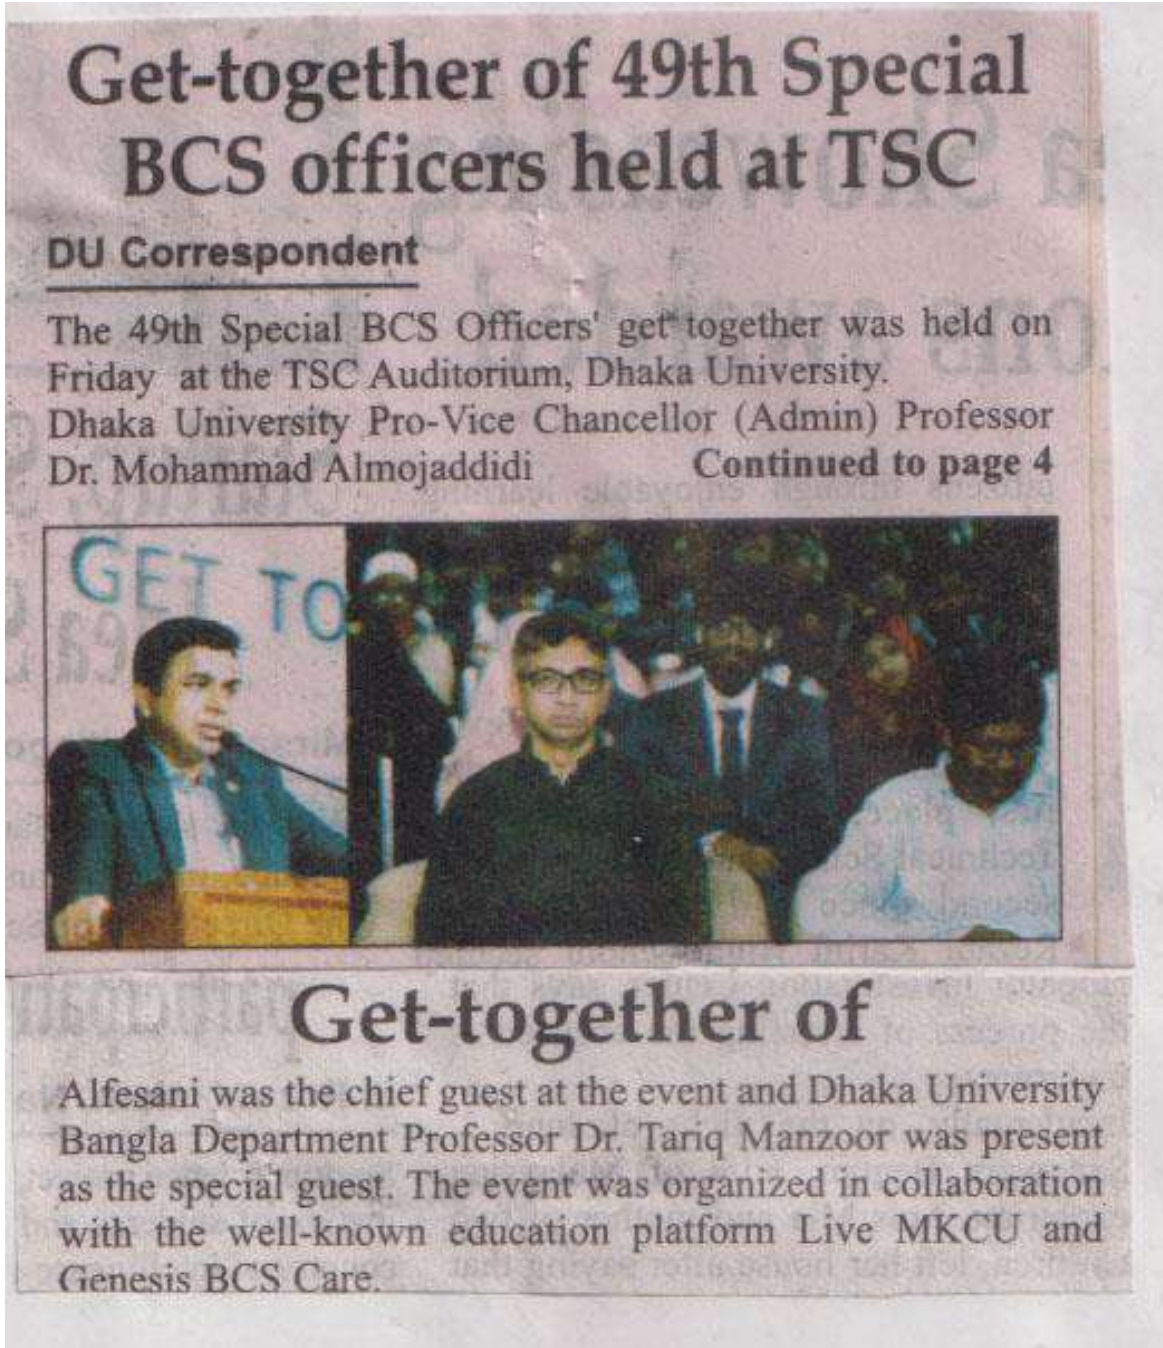 Get-together of 49th Special
BCS officers held at TSC
DU Correspondent
The 49th Special BCS Officers' get together was held on
Friday at the TSC Auditorium, Dhaka University.
Dhaka University Pro-Vice Chancellor (Admin) Professor
Dr. Mohammad Almojaddidi Continued to page 4
GET TO
Get-together of
Alfesani was the chief guest at the event and Dhaka University
Bangla Department Professor Dr. Tariq Manzoor was present
as the special guest. The event was organized in collaboration
with the well-known education platform Live MKCU and
Genesis BCS Care.